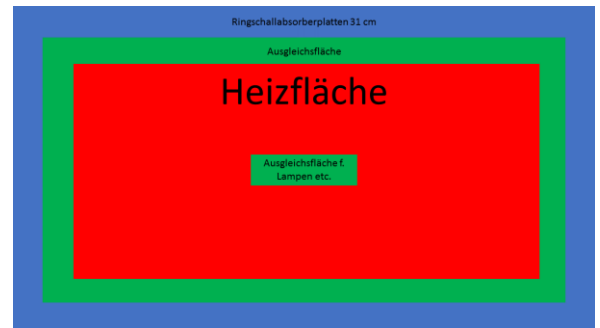 Ringschallabsorberplatten 31 cm
Ausgleichsfläche
Heizfläche
Ausgleichsfläche f.
Lampen etc.